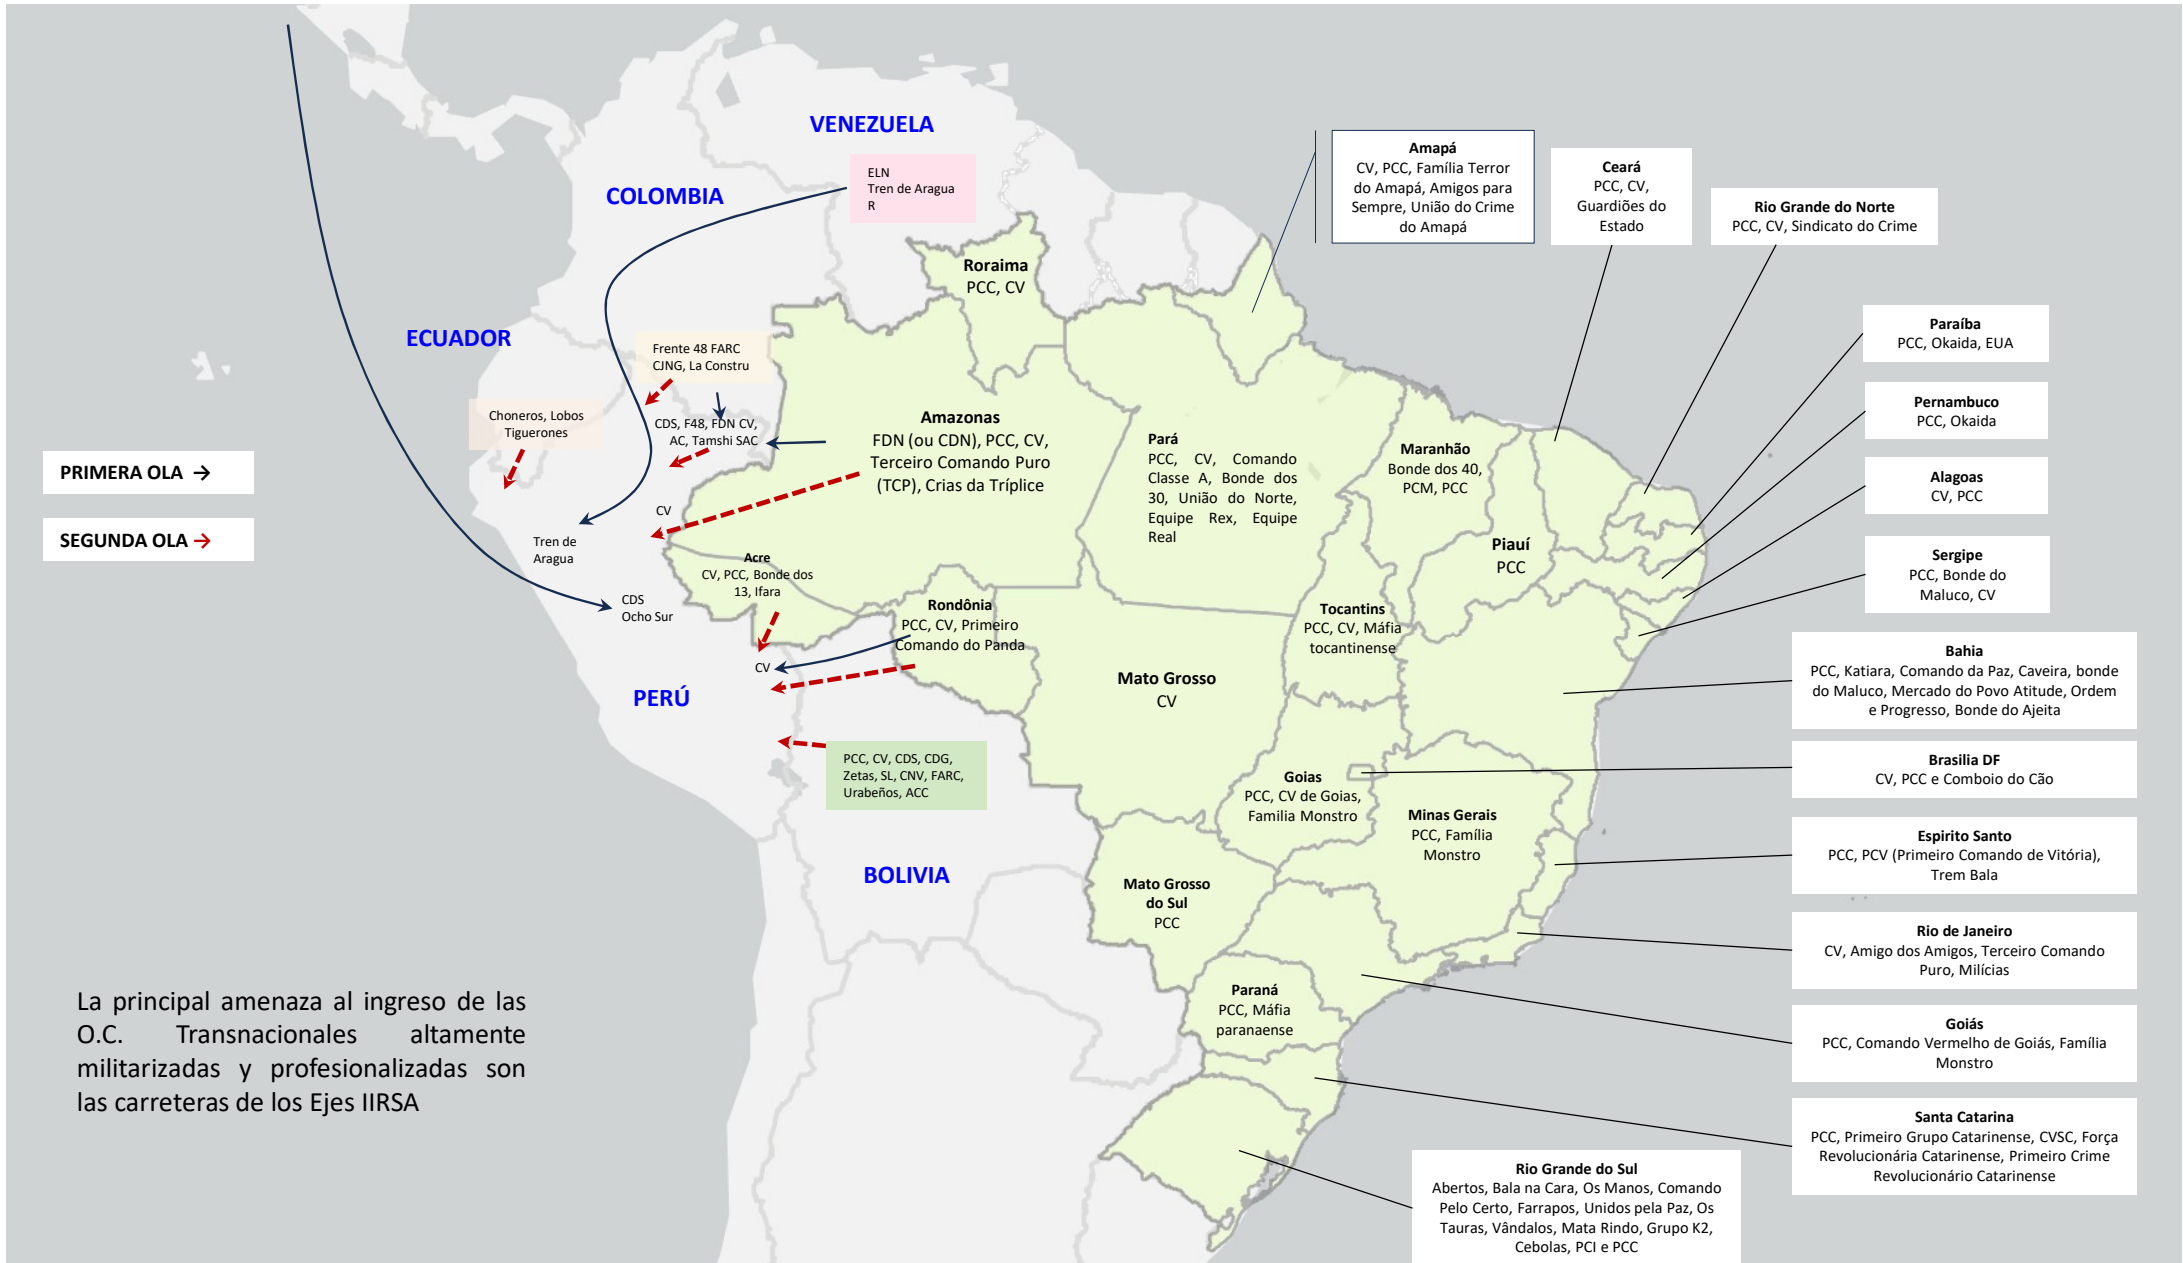 VENEZUELA
ELN
Tren de Aragua
R
COLOMBIA
ECUADOR
Frente 48 FARC
CJNG, La Constru
Choneros, Lobos
Tiguerones
CDS, F48, FDN CV,
AC, Tamshi SAC
PRIMERA OLA →
SEGUNDA OLA →
CV
Tren de
Aragua
CDS
Ocho Sur
CV
PERÚ
PCC, CV, CDS, CDG,
Zetas, SL, CNV, FARC,
Urabeños, ACC
BOLIVIA
La principal amenaza al ingreso de las
O.C. Transnacionales altamente
militarizadas y profesionalizadas son
las carreteras de los Ejes IIRSA
Roraima
PCC, CV
Amazonas
FDN (ou CDN), PCC, CV,
Terceiro Comando Puro
(TCP), Crias da Tríplice
Acre
CV, PCC, Bonde dos
13, Ifara
Rondônia
PCC, CV, Primeiro
Comando do Panda
Pará
PCC, CV, Comando
Classe A, Bonde dos
30, União do Norte,
Equipe Rex, Equipe
Real
Maranhão
Bonde dos 40,
PCM, PCC
Piauí
PCC
Tocantins
PCC, CV, Máfia
tocantinense
Mato Grosso
CV
Goias
PCC, CV de Goias,
Familia Monstro
Minas Gerais
PCC, Família
Monstro
Mato Grosso
do Sul
PCC
Paraná
PCC, Máfia
paranaense
Amapá
CV, PCC, Família Terror
do Amapá, Amigos para
Sempre, União do Crime
do Amapá
Ceará
PCC, CV,
Guardiões do
Estado
Rio Grande do Norte
PCC, CV, Sindicato do Crime
Paraíba
PCC, Okaida, EUA
Pernambuco
PCC, Okaida
Alagoas
CV, PCC
Sergipe
PCC, Bonde do
Maluco, CV
Bahia
PCC, Katiara, Comando da Paz, Caveira, bonde
do Maluco, Mercado do Povo Atitude, Ordem
e Progresso, Bonde do Ajeita
Brasilia DF
CV, PCC e Comboio do Cão
Espirito Santo
PCC, PCV (Primeiro Comando de Vitória),
Trem Bala
Rio de Janeiro
CV, Amigo dos Amigos, Terceiro Comando
Puro, Milícias
Goiás
PCC, Comando Vermelho de Goiás, Família
Monstro
Santa Catarina
PCC, Primeiro Grupo Catarinense, CVSC, Força
Revolucionária Catarinense, Primeiro Crime
Revolucionário Catarinense
Rio Grande do Sul
Abertos, Bala na Cara, Os Manos, Comando
Pelo Certo, Farrapos, Unidos pela Paz, Os
Tauras, Vândalos, Mata Rindo, Grupo K2,
Cebolas, PCI e PCC